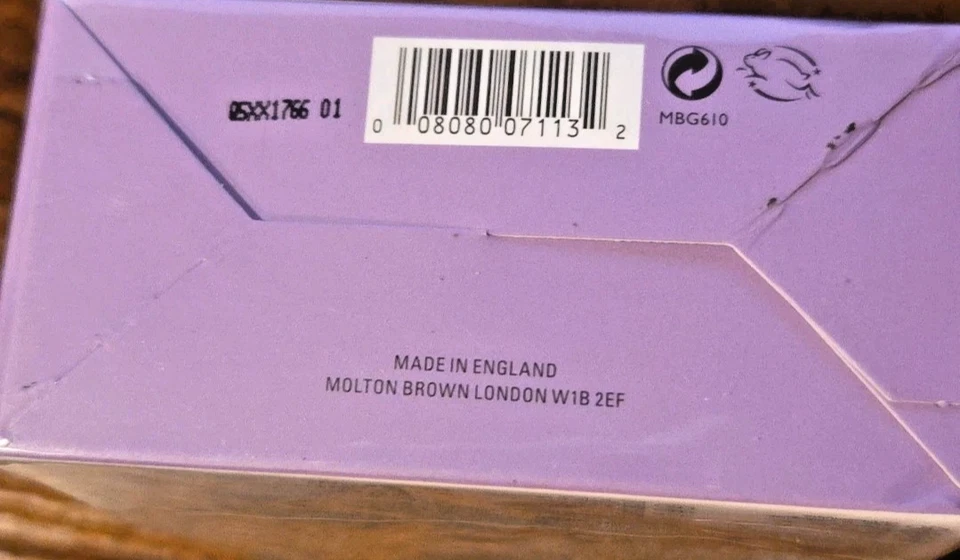 05XX1766 01
0 08080 07113 2
MBG610
MADE IN ENGLAND
MOLTON BROWN LONDON W1B 2EF